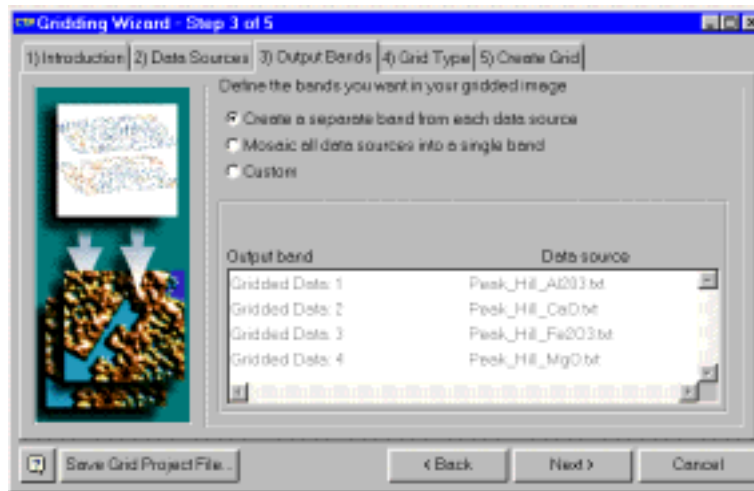 Gridding Wizard - Step 3 of 5
1) Introduction 2) Data Sources 3) Output Bands 4) Grid Type 5) Create Grid
Define the bands you want in your gridded image
Create a separate band from each data source
Mosaic all data sources into a single band
Custom
Output band Data source
Gridded Data: 1 Peak_Hill_Al2O3.txt
Gridded Data: 2 Peak_Hill_CaO.txt
Gridded Data: 3 Peak_Hill_Fe2O3.txt
Gridded Data: 4 Peak_Hill_MgO.txt
Save Grid Project File... < Back Next > Cancel